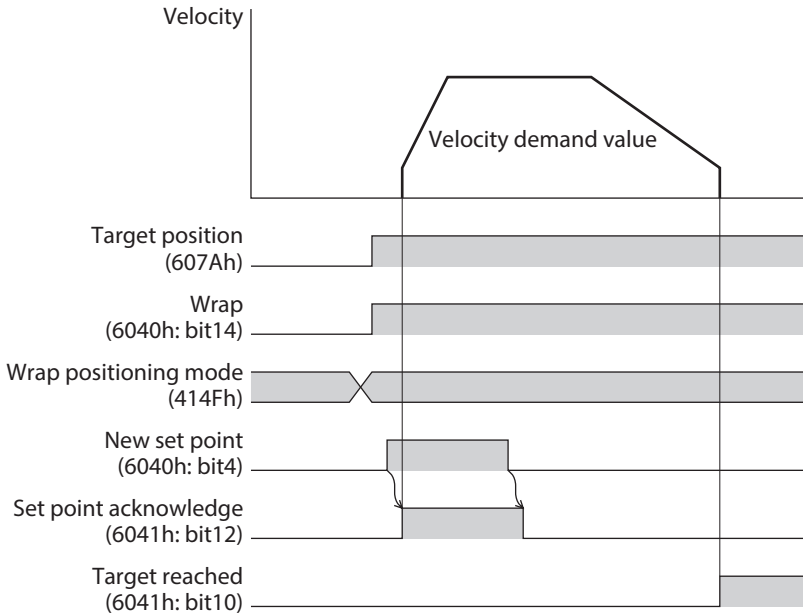 Velocity
Velocity demand value
Target position
(607Ah)
Wrap
(6040h: bit14)
Wrap positioning mode
(414Fh)
New set point
(6040h: bit4)
Set point acknowledge
(6041h: bit12)
Target reached
(6041h: bit10)